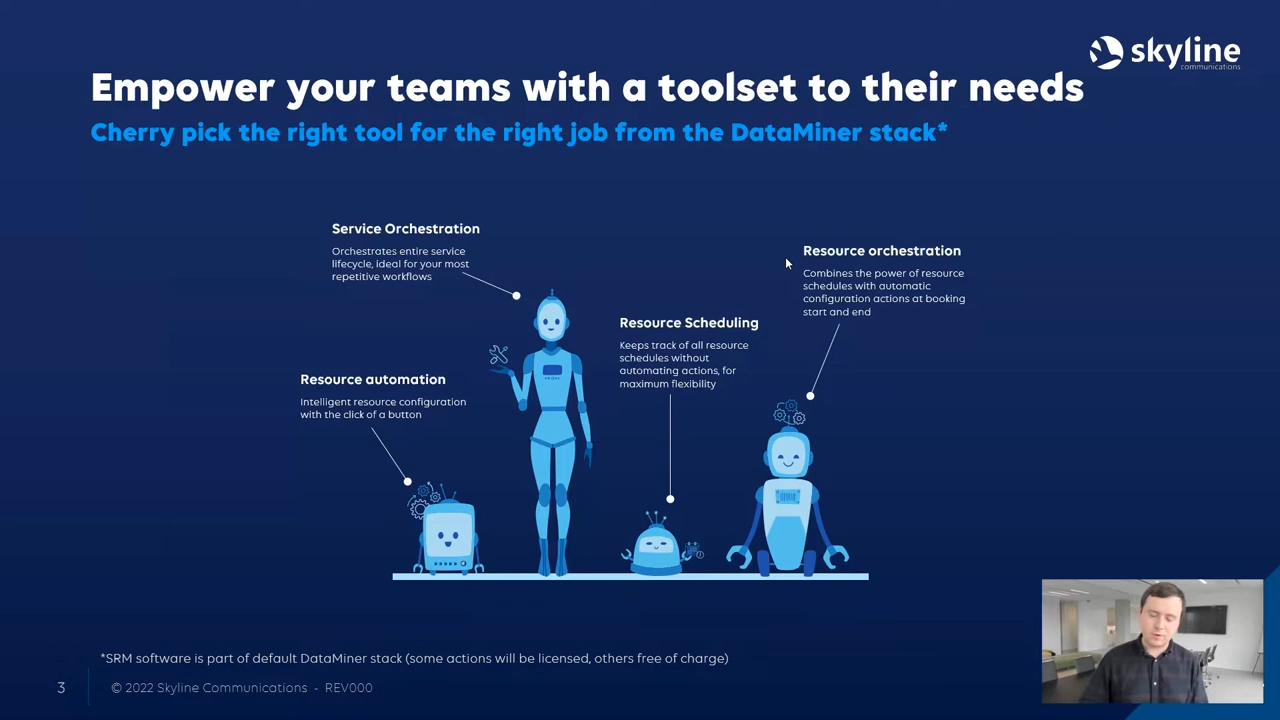 skyline
communications
Empower your teams with a toolset to their needs
Cherry pick the right tool for the right job from the DataMiner stack*
Service Orchestration
Orchestrates entire service
lifecycle, ideal for your most
repetitive workflows
Resource orchestration
Combines the power of resource
schedules with automatic
configuration actions at booking
start and end
Resource Scheduling
Keeps track of all resource
schedules without
automating actions, for
maximum flexibility
Resource automation
Intelligent resource configuration
with the click of a button
*SRM software is part of default DataMiner stack (some actions will be licensed, others free of charge)
3
© 2022 Skyline Communications - REV000